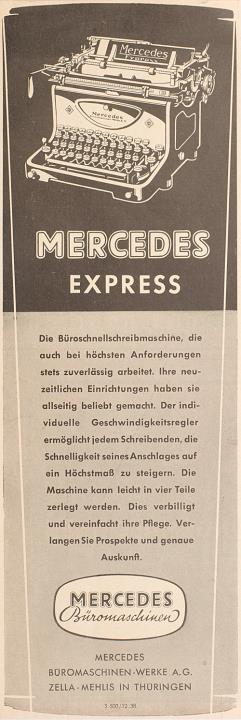 Mercedes
Express
Mercedes
MERCEDES
EXPRESS
Die Büroschnellschreibmaschine, die
auch bei höchsten Anforderungen
stets zuverlässig arbeitet. Ihre neu-
zeitlichen Einrichtungen haben sie
allseitig beliebt gemacht. Der indi-
viduelle Geschwindigkeitsregler
ermöglicht jedem Schreibenden, die
Schnelligkeit seines Anschlages auf
ein Höchstmaß zu steigern. Die
Maschine kann leicht in vier Teile
zerlegt werden. Dies verbilligt
und vereinfacht ihre Pflege. Ver-
langen Sie Prospekte und genaue
Auskunft.
MERCEDES
Büromaschinen
MERCEDES
BÜROMASCHINEN-WERKE A.G.
ZELLA-MEHLIS IN THÜRINGEN